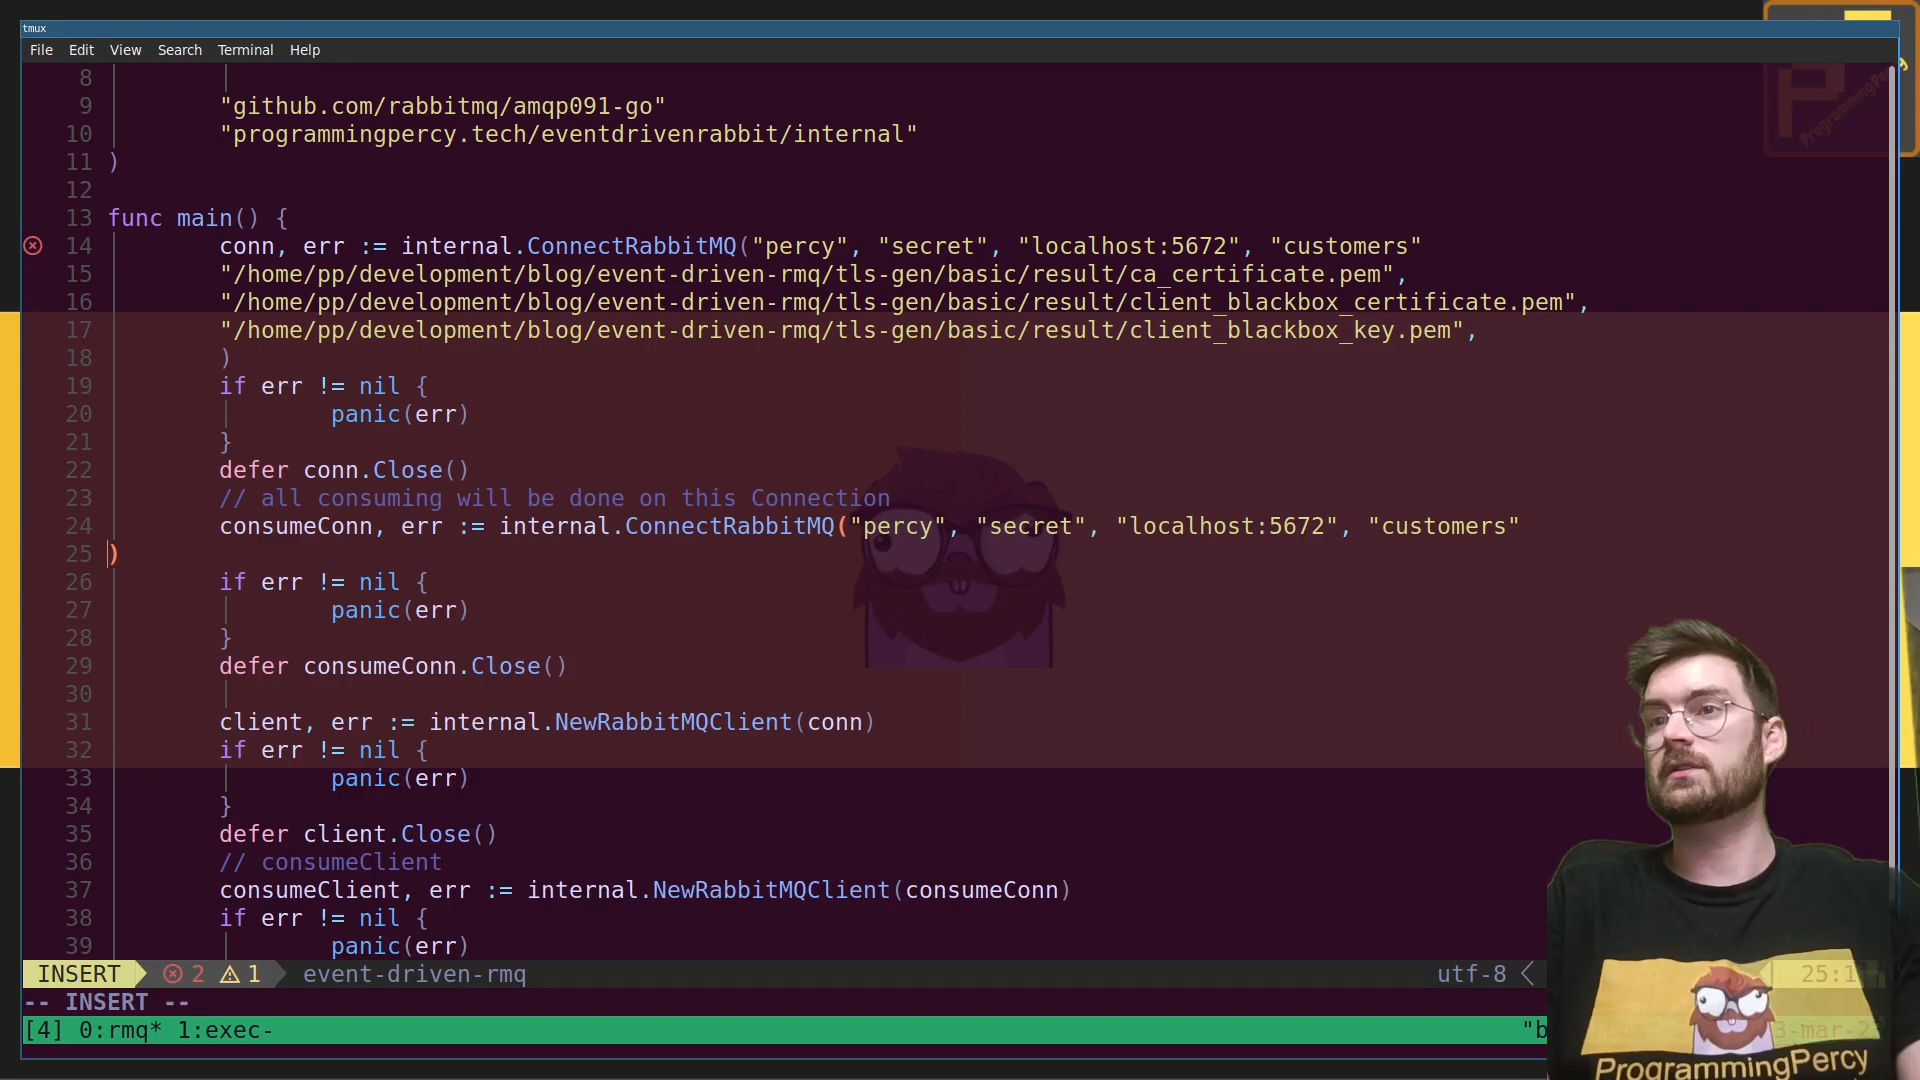 tmux
File Edit View Search Terminal Help
8
9 "github.com/rabbitmq/amqp091-go"
10 "programmingpercy.tech/eventdrivenrabbit/internal"
11 )
12
13 func main() {
14 conn, err := internal.ConnectRabbitMQ("percy", "secret", "localhost:5672", "customers"
15 "/home/pp/development/blog/event-driven-rmq/tls-gen/basic/result/ca_certificate.pem",
16 "/home/pp/development/blog/event-driven-rmq/tls-gen/basic/result/client_blackbox_certificate.pem",
17 "/home/pp/development/blog/event-driven-rmq/tls-gen/basic/result/client_blackbox_key.pem",
18 )
19 if err != nil {
20 panic(err)
21 }
22 defer conn.Close()
23 // all consuming will be done on this Connection
24 consumeConn, err := internal.ConnectRabbitMQ("percy", "secret", "localhost:5672", "customers"
25 )
26 if err != nil {
27 panic(err)
28 }
29 defer consumeConn.Close()
30
31 client, err := internal.NewRabbitMQClient(conn)
32 if err != nil {
33 panic(err)
34 }
35 defer client.Close()
36 // consumeClient
37 consumeClient, err := internal.NewRabbitMQClient(consumeConn)
38 if err != nil {
39 panic(err)
INSERT 2 1 event-driven-rmq utf-8 25:1
-- INSERT --
[4] 0:rmq* 1:exec- "b
ProgrammingPercy